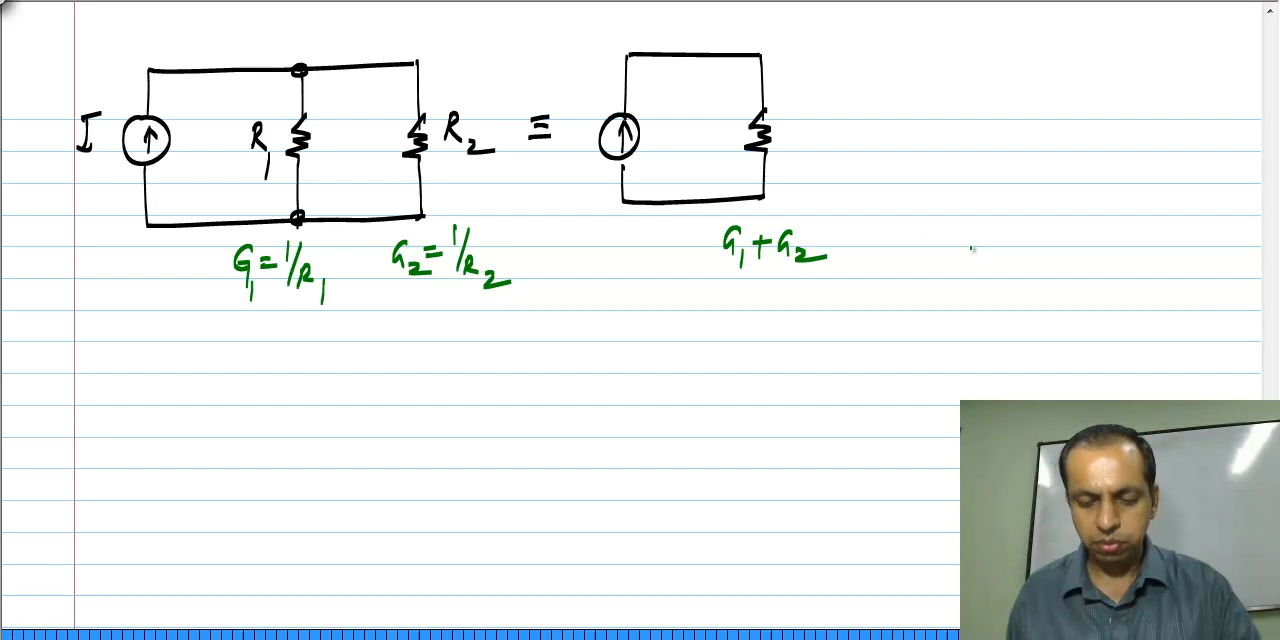 I R₁ R₂ ≡
G₁ = 1/R₁ G₂ = 1/R₂ G₁ + G₂